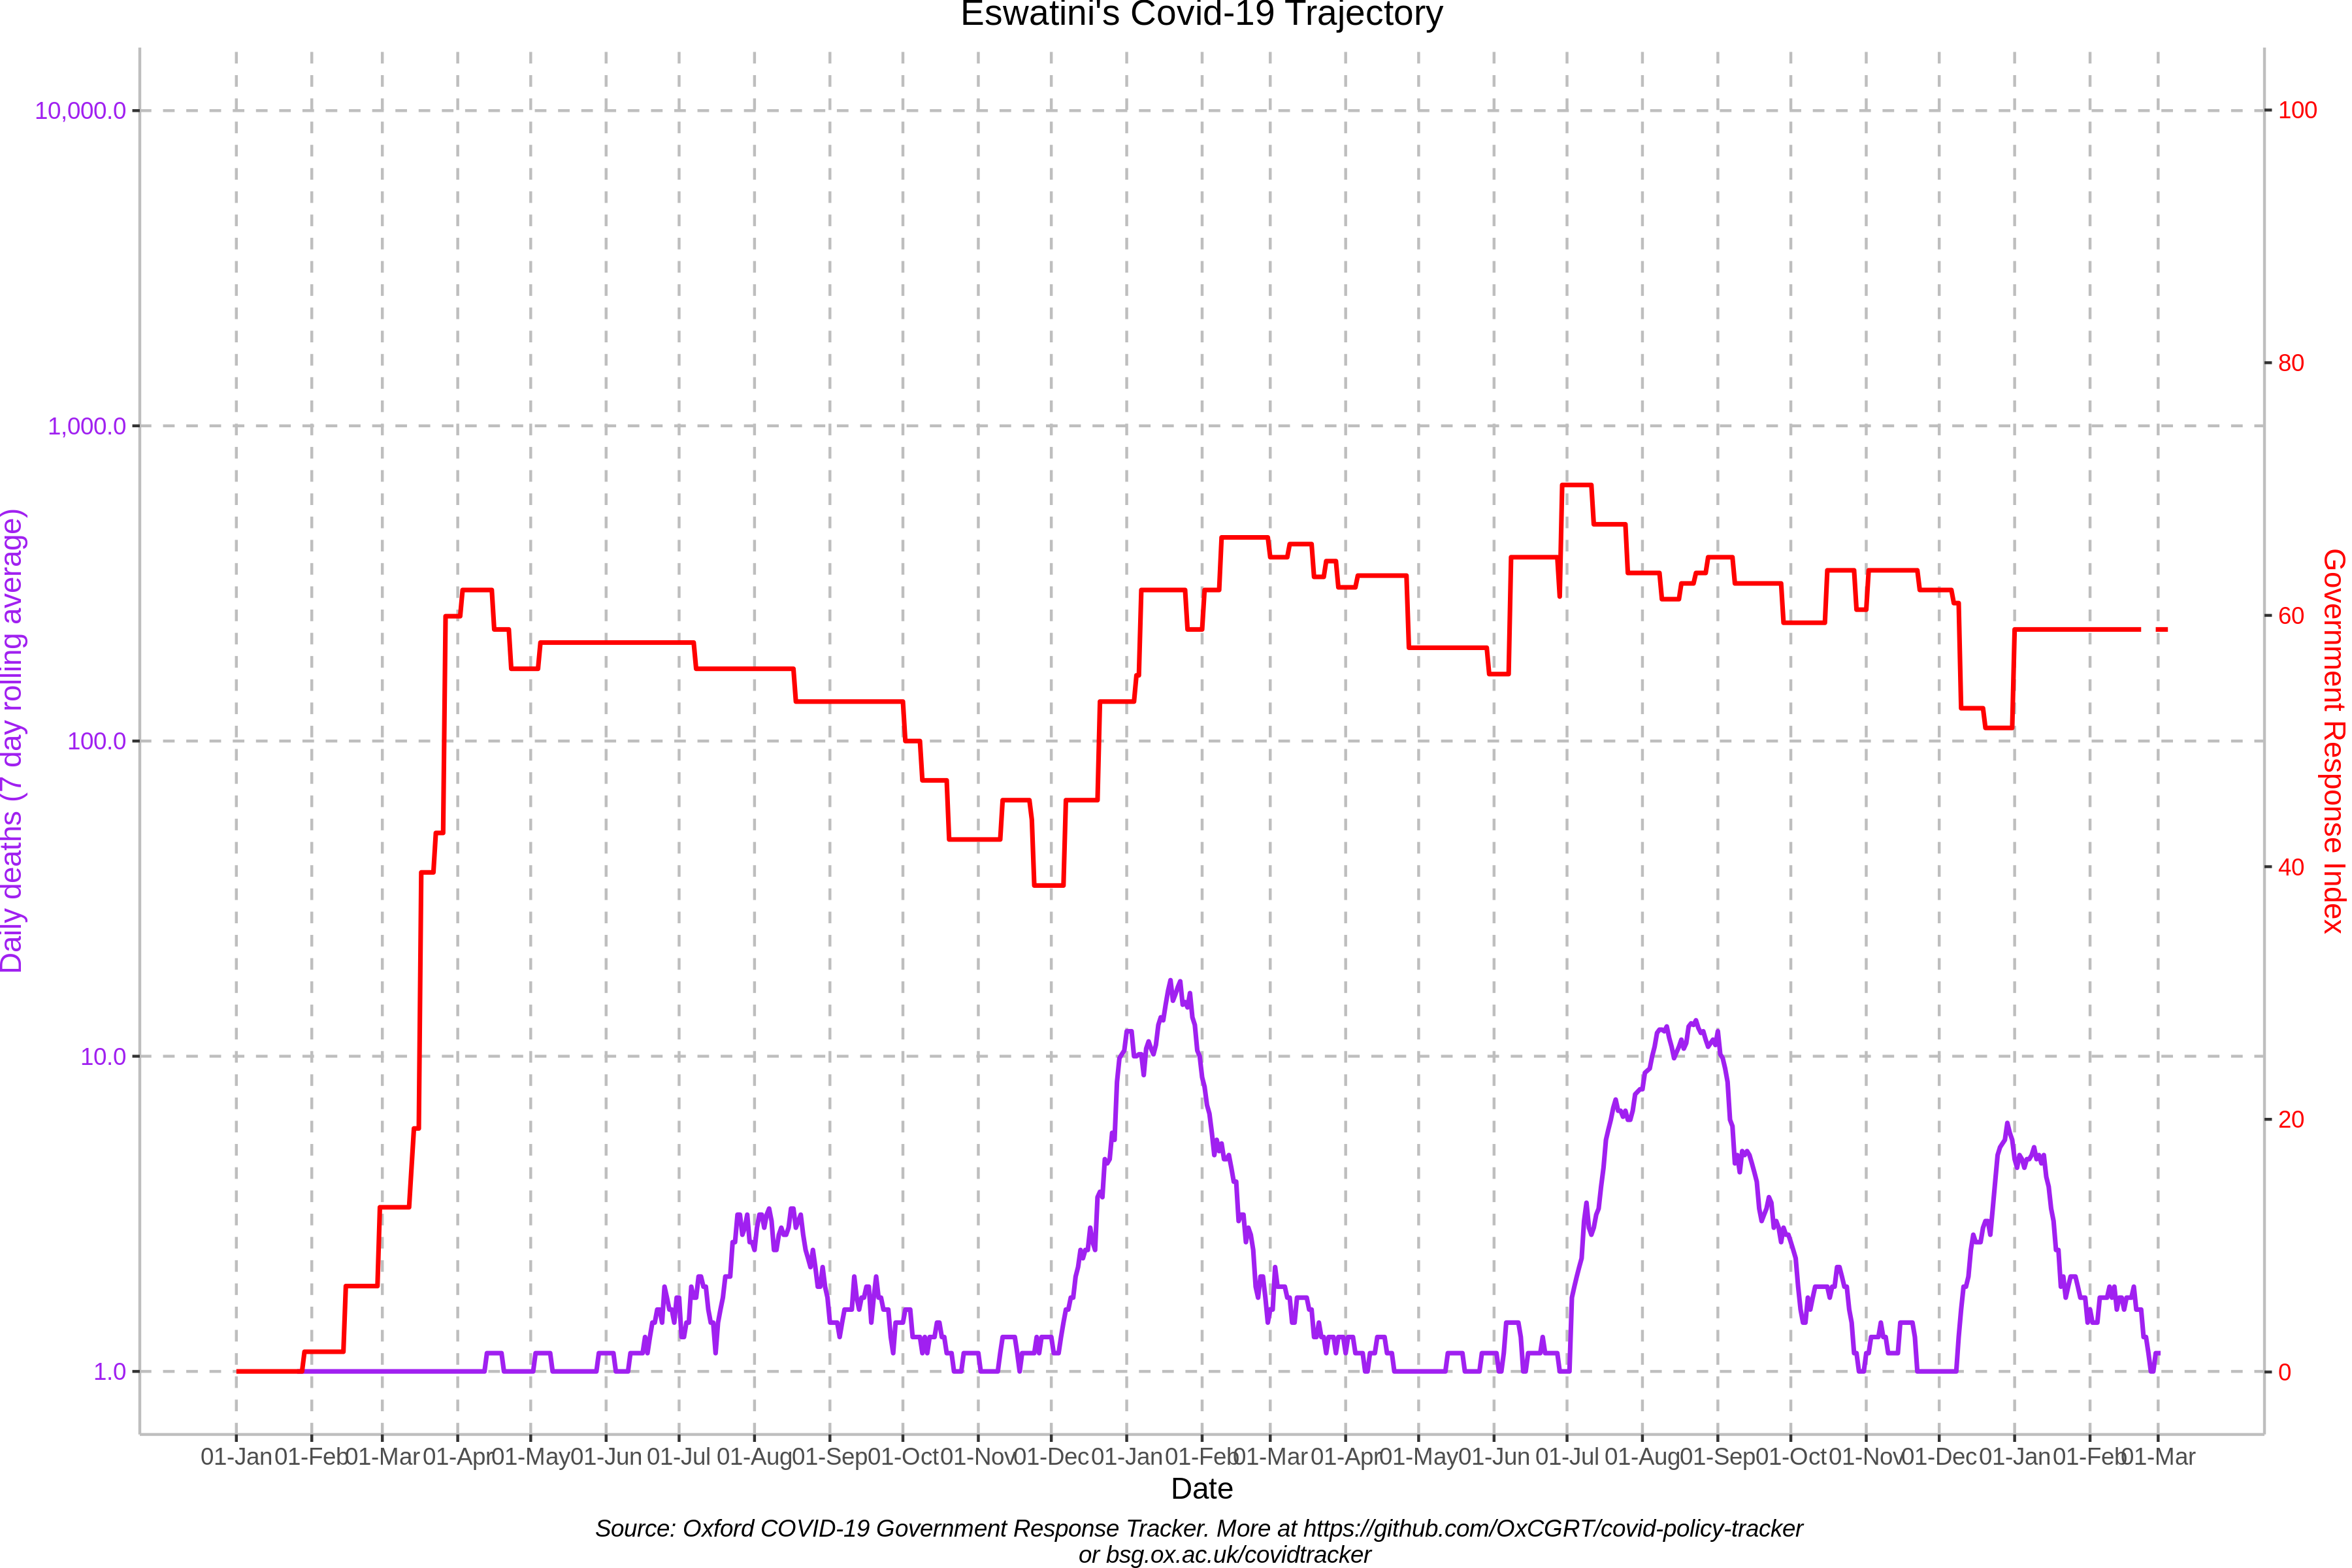 Eswatini's Covid-19 Trajectory
10,000.0
1,000.0
100.0
10.0
1.0
Daily deaths (7 day rolling average)
100
80
60
40
20
0
Government Response Index
01-Jan 01-Feb 01-Mar 01-Apr 01-May 01-Jun 01-Jul 01-Aug 01-Sep 01-Oct 01-Nov 01-Dec 01-Jan 01-Feb 01-Mar 01-Apr 01-May 01-Jun 01-Jul 01-Aug 01-Sep 01-Oct 01-Nov 01-Dec 01-Jan 01-Feb 01-Mar
Date
Source: Oxford COVID-19 Government Response Tracker. More at https://github.com/OxCGRT/covid-policy-tracker
or bsg.ox.ac.uk/covidtracker